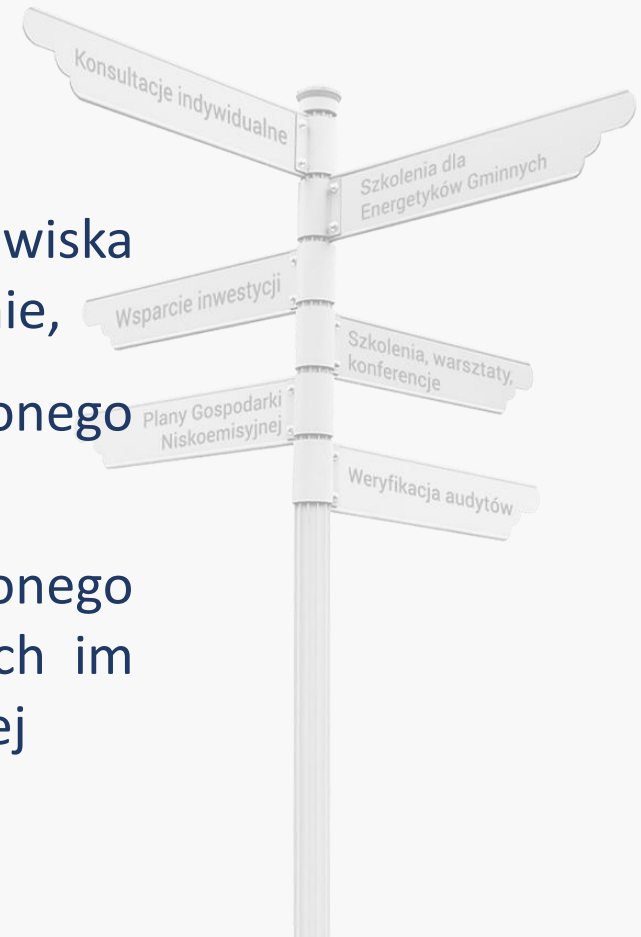 Konsultacje indywidualne
Szkolenia dla
Energetyków Gminnych
Wsparcie inwestycji
Szkolenia, warsztaty,
konferencje
Plany Gospodarki
Niskoemisyjnej
Weryfikacja audytów
wiska
ie,
onego
onego
ch im
ej